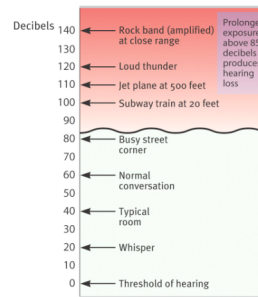 Decibels
140
Rock band (amplified)
at close range
Prolonge
exposure
above 85
decibels
produce
hearing
loss
130
120
Loud thunder
110
Jet plane at 500 feet
100
Subway train at 20 feet
90
80
Busy street
corner
70
60
Normal
conversation
50
40
Typical
room
30
20
Whisper
10
0
Threshold of hearing